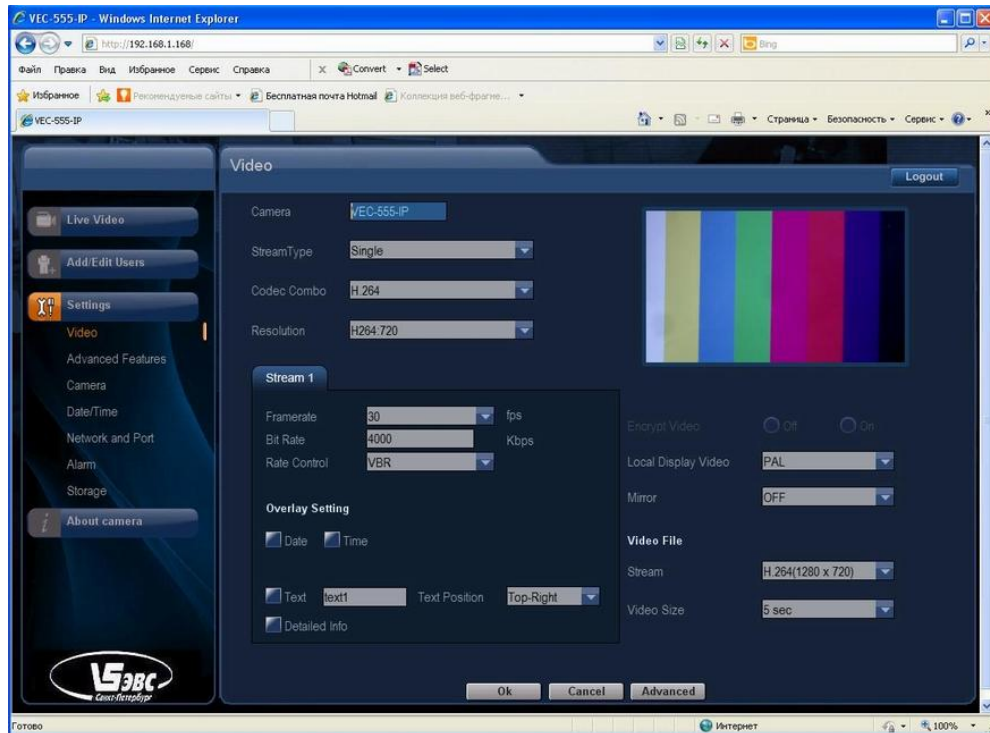 VEC-555-IP - Windows Internet Explorer
http://192.168.1.168/
Bing
Файл Правка Вид Избранное Сервис Справка
X Convert Select
Избранное Рекомендуемые сайты Бесплатная почта Hotmail Коллекция веб-фрагме...
VEC-555-IP
Страница Безопасность Сервис
Video
Logout
Live Video
Add/Edit Users
Settings
Video
Advanced Features
Camera
Date/Time
Network and Port
Alarm
Storage
About camera
ЭВС
Санкт-Петербург
Camera VEC-555-IP
StreamType Single
Codec Combo H.264
Resolution H264:720
Stream 1
Framerate 30 fps
Bit Rate 4000 Kbps
Rate Control VBR
Overlay Setting
Date Time
Text text1 Text Position Top-Right
Detailed Info
Encrypt Video Off On
Local Display Video PAL
Mirror OFF
Video File
Stream H.264(1280 x 720)
Video Size 5 sec
Ok Cancel Advanced
Готово
Интернет
100%